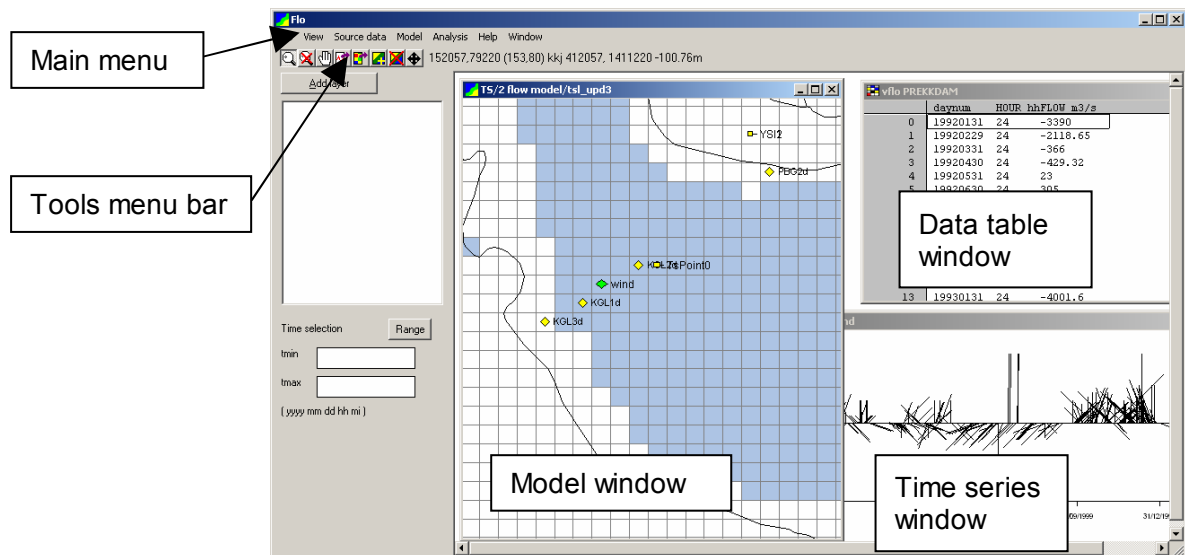 Flo
Main menu
View Source data Model Analysis Help Window
152057,79220 (153,80) kkj 412057, 1411220 -100.76m
Tools menu bar
Add layer
Time selection Range
tmin
tmax
( yyyy mm dd hh mi )
TS/2 flow model/tsl_upd3
YSI2
PBG2d
TsPoint0
wind
KGL1d
KGL3d
Model window
vflo PREKKDAM
daynum HOUR hhFLOW m3/s
0 19920131 24 -3390
1 19920229 24 -2118.65
2 19920331 24 -366
3 19920430 24 -429.32
4 19920531 24 23
5 19920630 24 305
Data table
window
13 19930131 24 -4001.6
nd
Time series
window
/09/1999 31/12/19